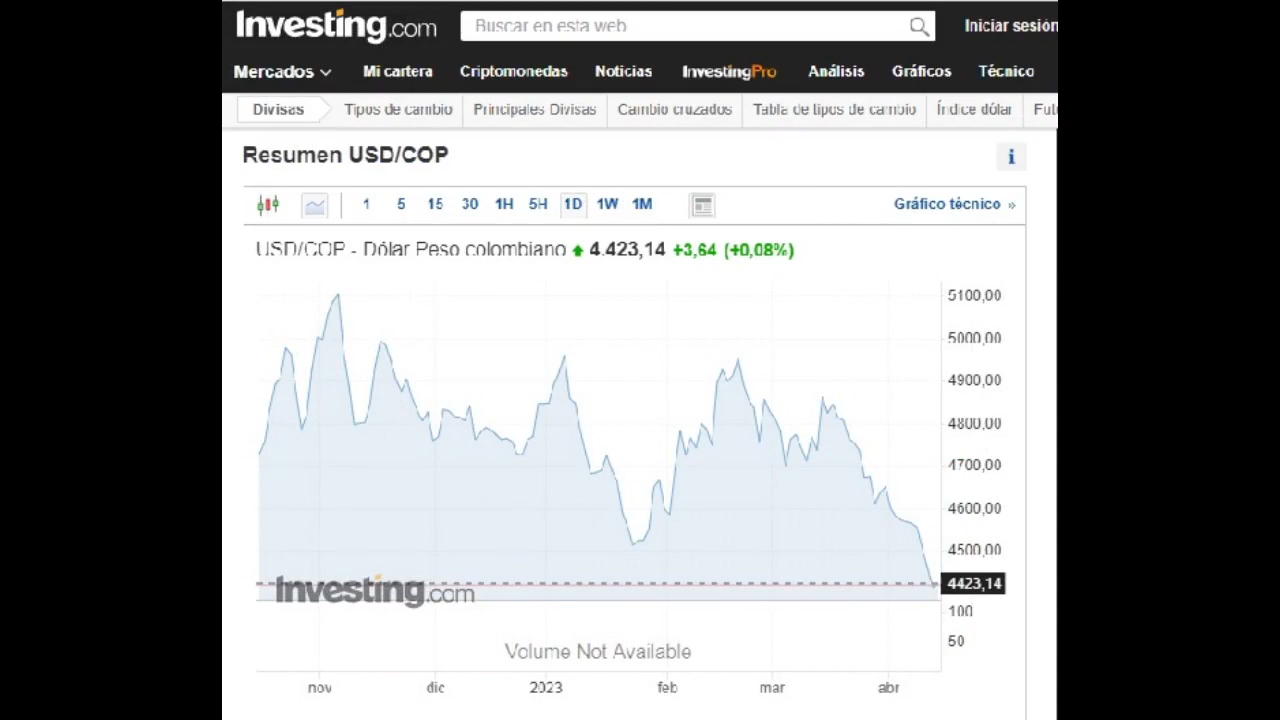 Investing.com Buscar en esta web Iniciar sesión
Mercados Mi cartera Criptomonedas Noticias InvestingPro Análisis Gráficos Técnico
Divisas Tipos de cambio Principales Divisas Cambio cruzados Tabla de tipos de cambio Índice dólar Fut
Resumen USD/COP i
1 5 15 30 1H 5H 1D 1W 1M Gráfico técnico »
USD/COP - Dólar Peso colombiano 4.423,14 +3,64 (+0,08%)
5100,00
5000,00
4900,00
4800,00
4700,00
4600,00
4500,00
4423,14
Investing.com
100
50
Volume Not Available
nov dic 2023 feb mar abr